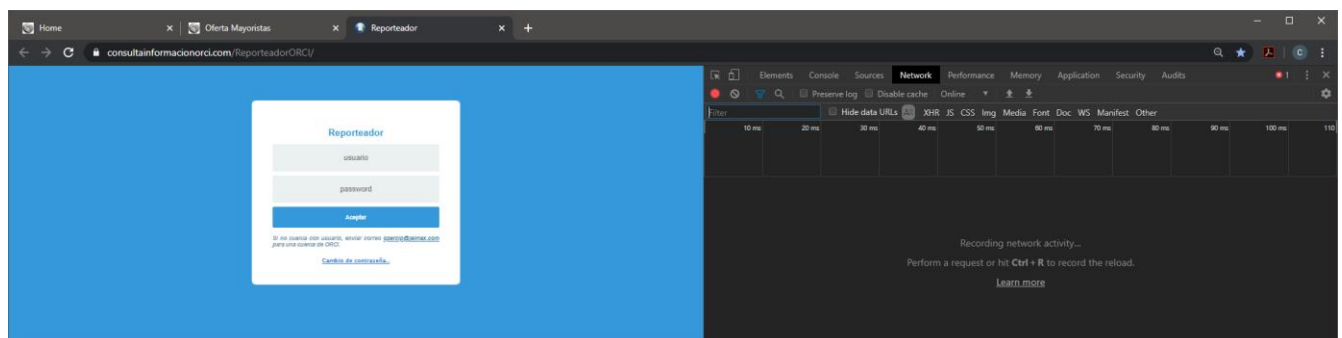 Home
Oferta Mayoristas
Reporteador
consultainformacionorci.com/ReporteadorORCI/
C
Elements Console Sources Network Performance Memory Application Security Audits
1
Preserve log Disable cache Online
Filter
Hide data URLs All XHR JS CSS Img Media Font Doc WS Manifest Other
10 ms 20 ms 30 ms 40 ms 50 ms 60 ms 70 ms 80 ms 90 ms 100 ms 110
Reporteador
usuario
password
Aceptar
Si no cuenta con usuario, enviar correo
para una cuenta de ORCI.
Cambio de contraseña...
Recording network activity...
Perform a request or hit Ctrl + R to record the reload.
Learn more